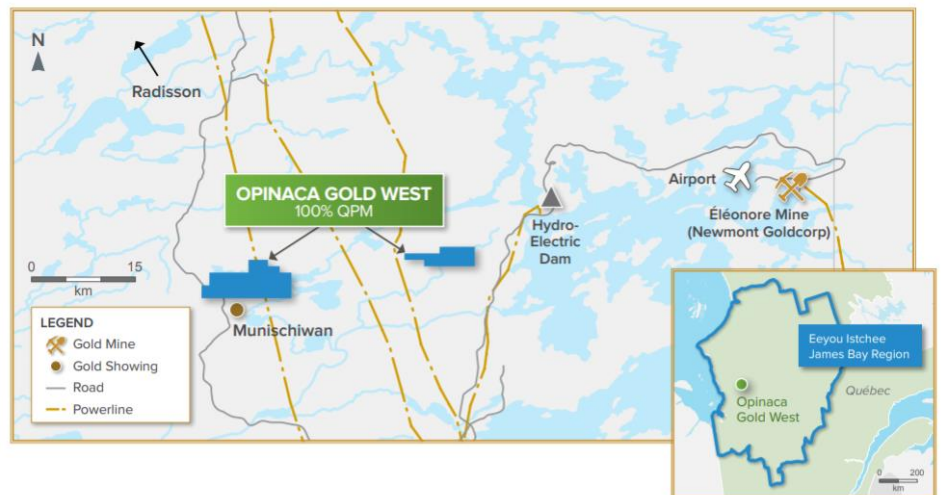 N
Radisson
OPINACA GOLD WEST
100% QPM
Airport
Éléonore Mine
(Newmont Goldcorp)
Hydro-
Electric
Dam
0 15
km
Munischiwan
LEGEND
Gold Mine
Gold Showing
Road
Powerline
Eeyou Istchee
James Bay Region
Québec
Opinaca
Gold West
0 200
km